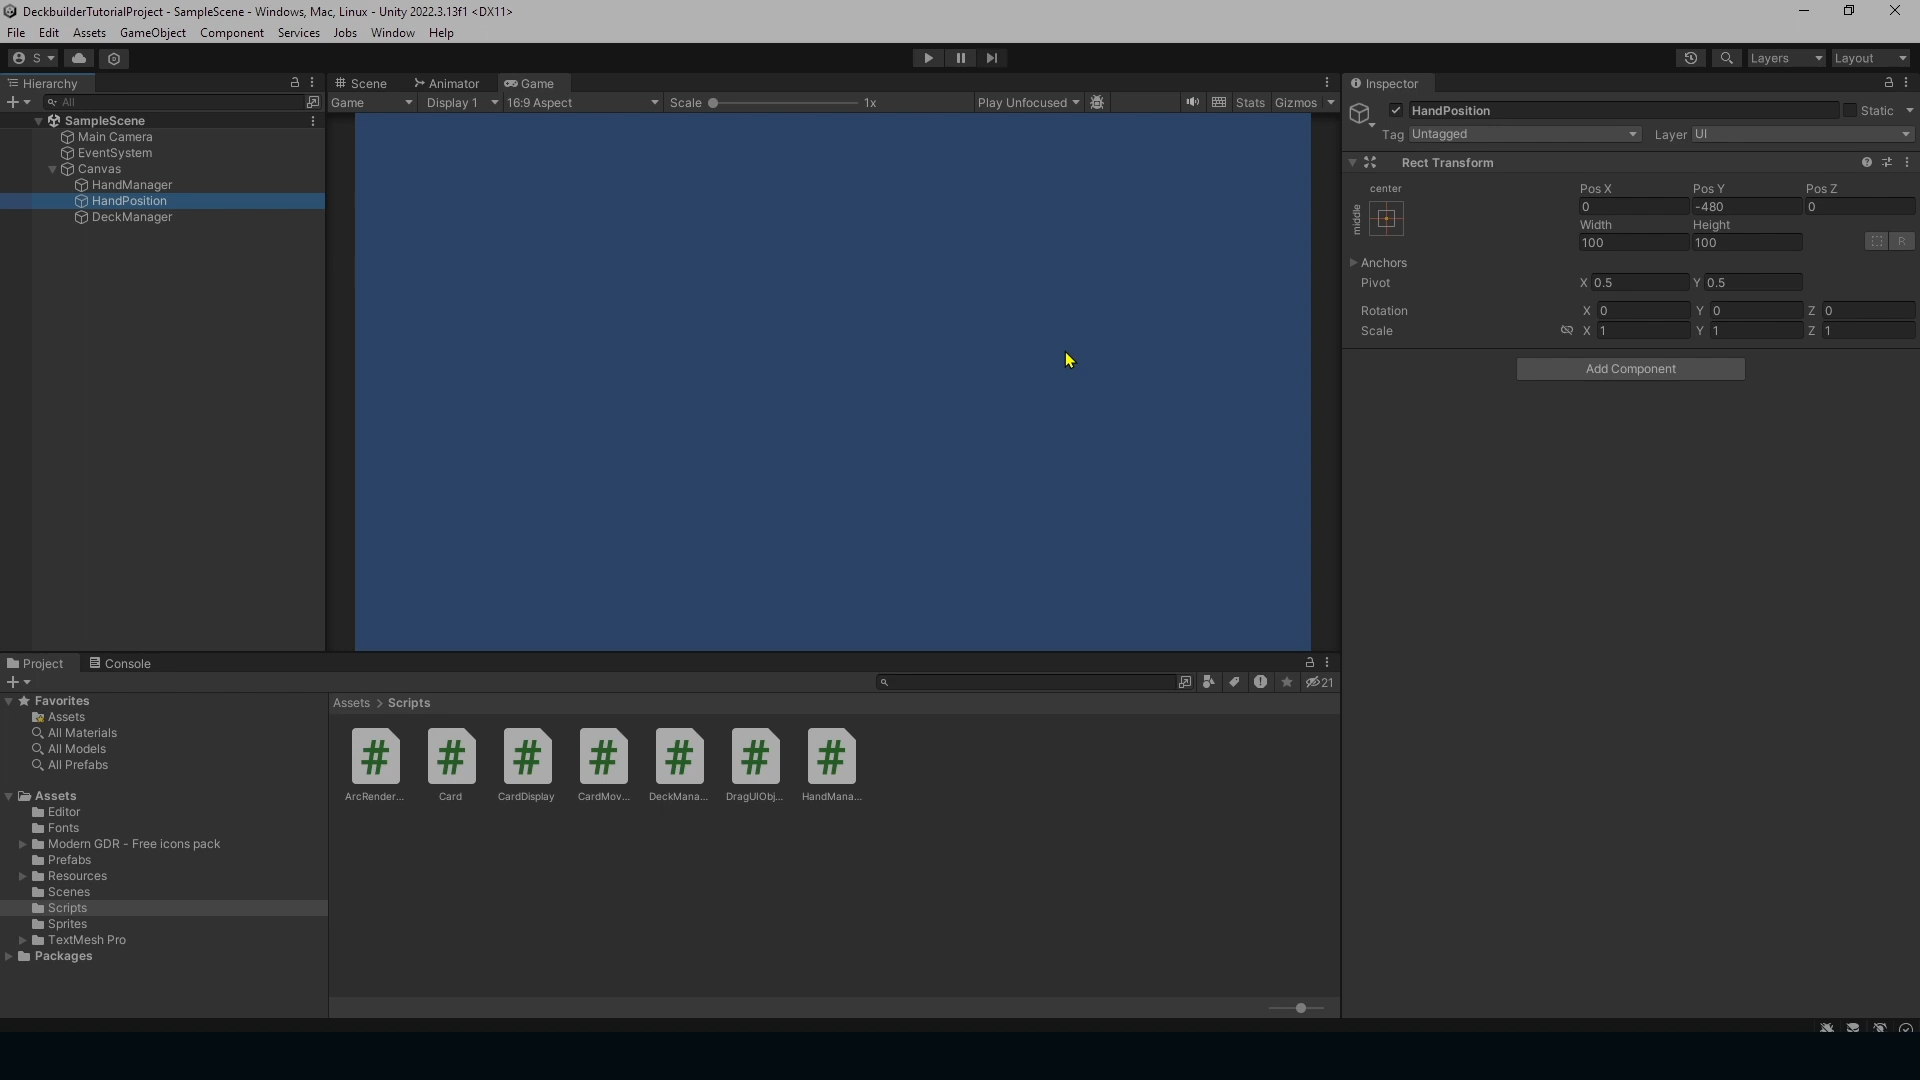 DeckbuilderTutorialProject - SampleScene - Windows, Mac, Linux - Unity 2022.3.13f1 <DX11>
File Edit Assets GameObject Component Services Jobs Window Help
S Layers Layout
Hierarchy Scene Animator Game Inspector
All Game Display 1 16:9 Aspect Scale 1x Play Unfocused Stats Gizmos
HandPosition Static
Tag Untagged Layer UI
SampleScene
Main Camera
EventSystem
Canvas
HandManager
HandPosition
DeckManager
Rect Transform
center Pos X Pos Y Pos Z
middle 0 -480 0
Width Height
100 100 R
Anchors
Pivot X 0.5 Y 0.5
Rotation X 0 Y 0 Z 0
Scale X 1 Y 1 Z 1
Add Component
Project Console
21
Favorites
Assets
All Materials
All Models
All Prefabs
Assets
Editor
Fonts
Modern GDR - Free icons pack
Prefabs
Resources
Scenes
Scripts
Sprites
TextMesh Pro
Packages
Assets > Scripts
# # # # # # #
ArcRender... Card CardDisplay CardMov... DeckMana... DragUIObj... HandMana...